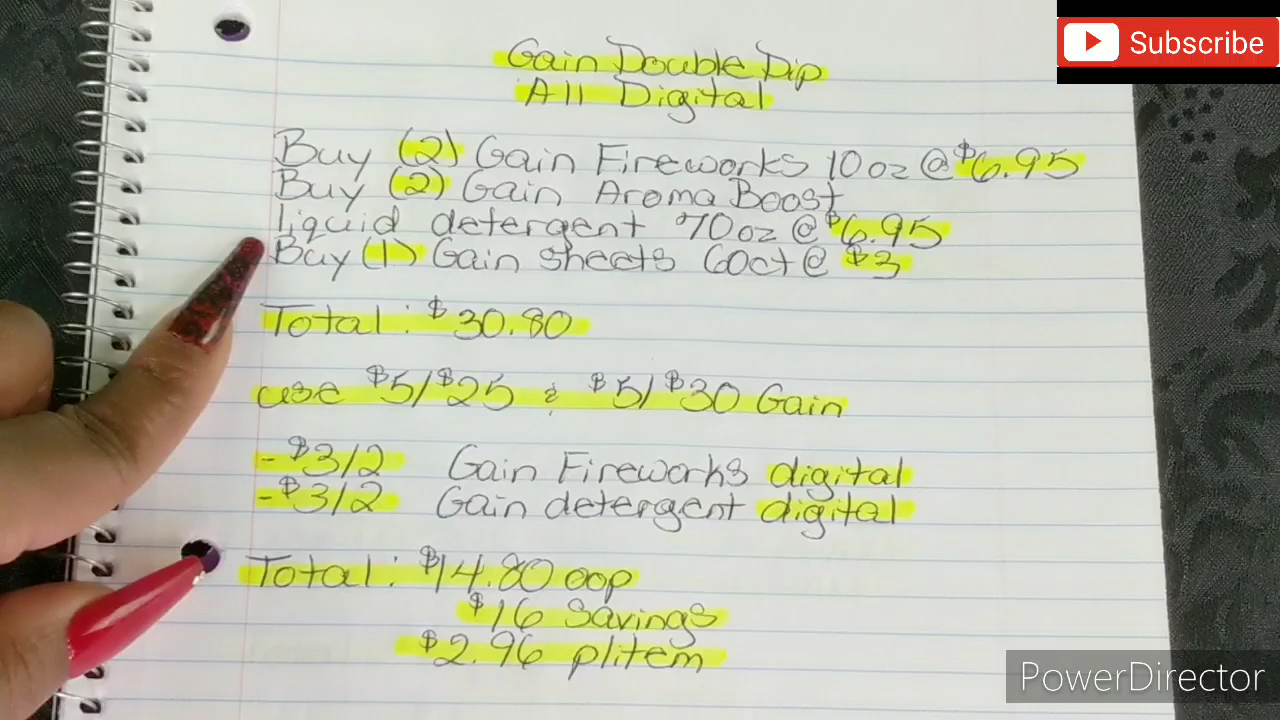 Subscribe
Gain Double Dip
All Digital
Buy (2) Gain Fireworks 10oz @ $6.95
Buy (2) Gain Aroma Boost
liquid detergent 70oz @ $6.95
Buy (1) Gain sheets 60ct @ $3
Total: $30.80
use $5/$25 & $5/$30 Gain
- $3/2 Gain Fireworks digital
- $3/2 Gain detergent digital
Total: $14.80 oop
$16 savings
$2.96 p/item
PowerDirector